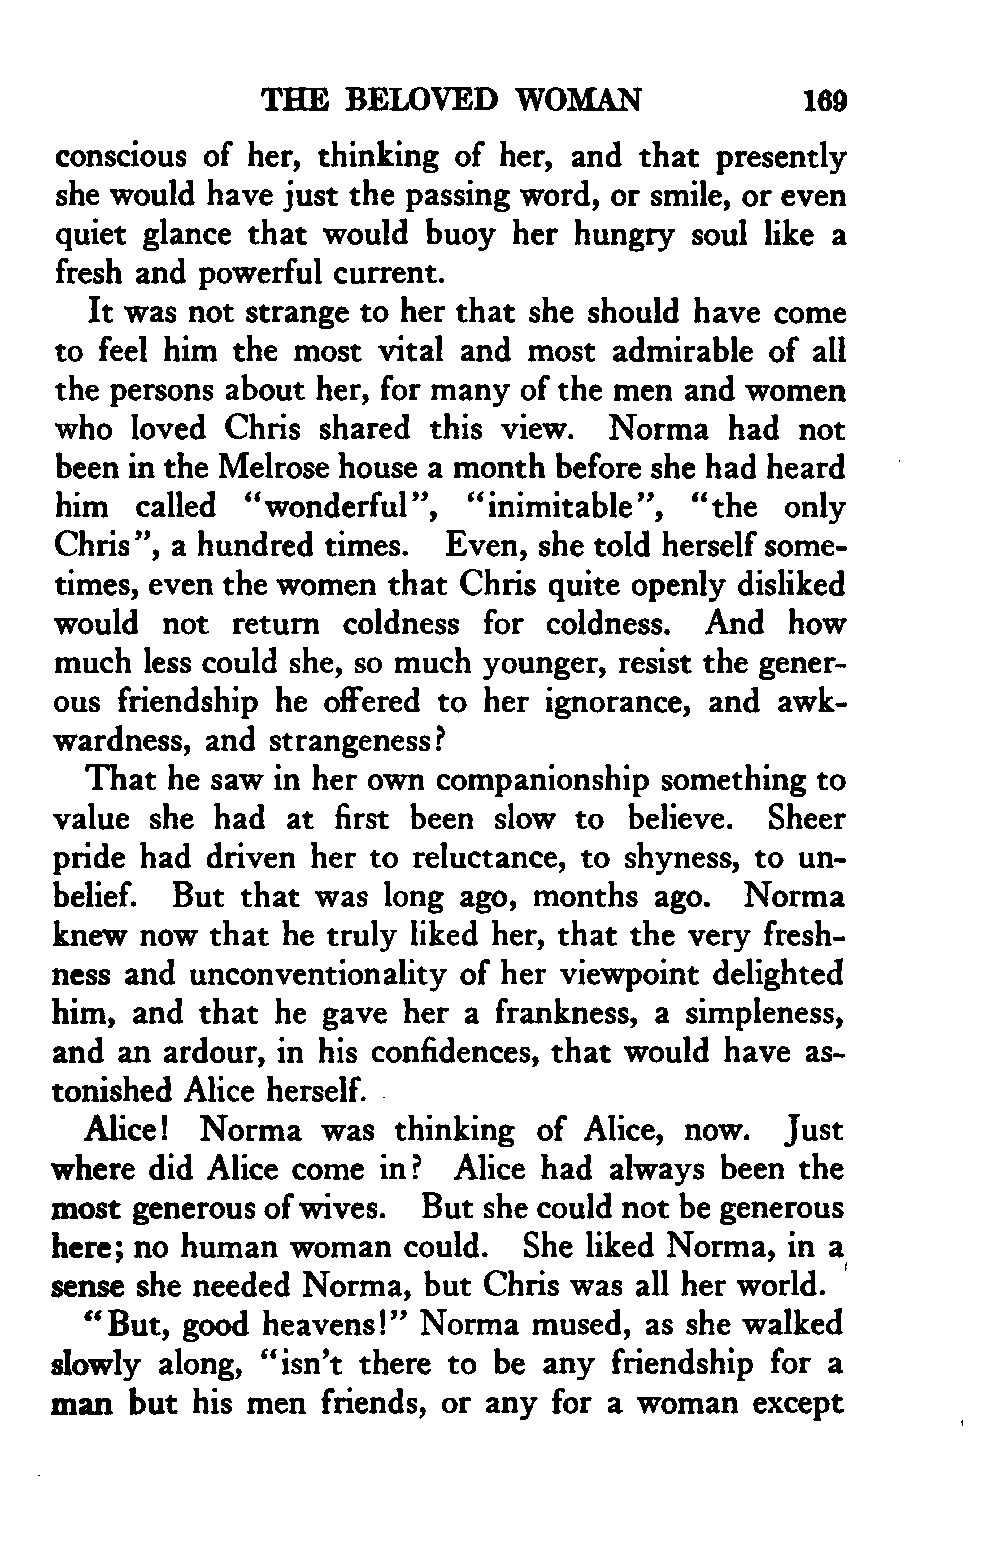 THE BELOVED WOMAN 169
conscious of her, thinking of her, and that presently
she would have just the passing word, or smile, or even
quiet glance that would buoy her hungry soul like a
fresh and powerful current.
It was not strange to her that she should have come
to feel him the most vital and most admirable of all
the persons about her, for many of the men and women
who loved Chris shared this view. Norma had not
been in the Melrose house a month before she had heard
him called “wonderful”, “inimitable”, “the only
Chris”, a hundred times. Even, she told herself some-
times, even the women that Chris quite openly disliked
would not return coldness for coldness. And how
much less could she, so much younger, resist the gener-
ous friendship he offered to her ignorance, and awk-
wardness, and strangeness?
That he saw in her own companionship something to
value she had at first been slow to believe. Sheer
pride had driven her to reluctance, to shyness, to un-
belief. But that was long ago, months ago. Norma
knew now that he truly liked her, that the very fresh-
ness and unconventionality of her viewpoint delighted
him, and that he gave her a frankness, a simpleness,
and an ardour, in his confidences, that would have as-
tonished Alice herself.
Alice! Norma was thinking of Alice, now. Just
where did Alice come in? Alice had always been the
most generous of wives. But she could not be generous
here; no human woman could. She liked Norma, in a
sense she needed Norma, but Chris was all her world.
“But, good heavens!” Norma mused, as she walked
slowly along, “isn’t there to be any friendship for a
man but his men friends, or any for a woman except